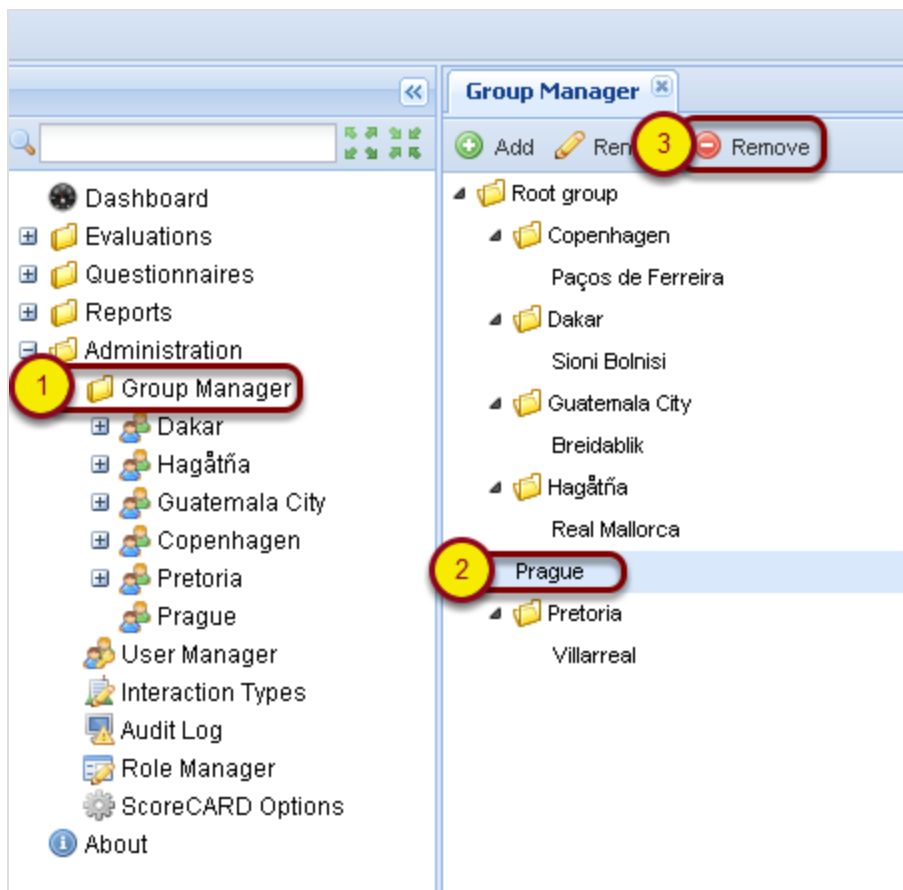 Group Manager
Add Ren 3 Remove
Dashboard
Evaluations
Questionnaires
Reports
Administration
1 Group Manager
Dakar
Hagåtña
Guatemala City
Copenhagen
Pretoria
Prague
User Manager
Interaction Types
Audit Log
Role Manager
ScoreCARD Options
About
Root group
Copenhagen
Paços de Ferreira
Dakar
Sioni Bolnisi
Guatemala City
Breidablik
Hagåtña
Real Mallorca
2 Prague
Pretoria
Villarreal